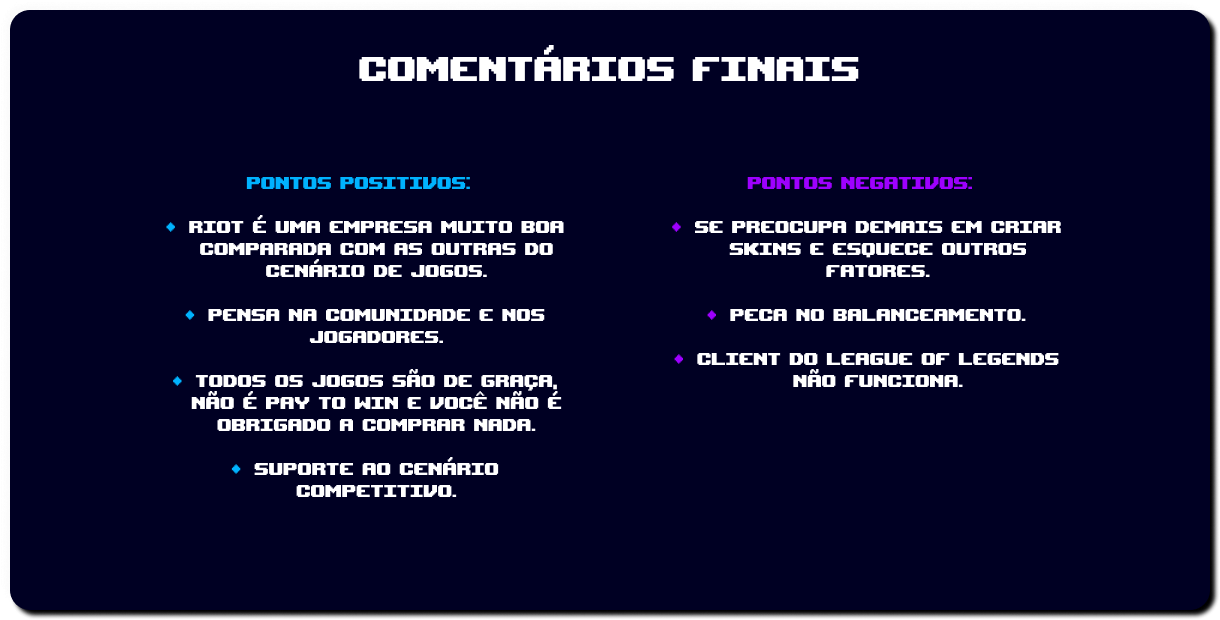 COMENTÁRIOS FINAIS
PONTOS POSITIVOS:
RIOT É UMA EMPRESA MUITO BOA
COMPARADA COM AS OUTRAS DO
CENÁRIO DE JOGOS.
PENSA NA COMUNIDADE E NOS
JOGADORES.
TODOS OS JOGOS SÃO DE GRAÇA,
NÃO É PAY TO WIN E VOCÊ NÃO É
OBRIGADO A COMPRAR NADA.
SUPORTE AO CENÁRIO
COMPETITIVO.
PONTOS NEGATIVOS:
SE PREOCUPA DEMAIS EM CRIAR
SKINS E ESQUECE OUTROS
FATORES.
PECA NO BALANCEAMENTO.
CLIENT DO LEAGUE OF LEGENDS
NÃO FUNCIONA.